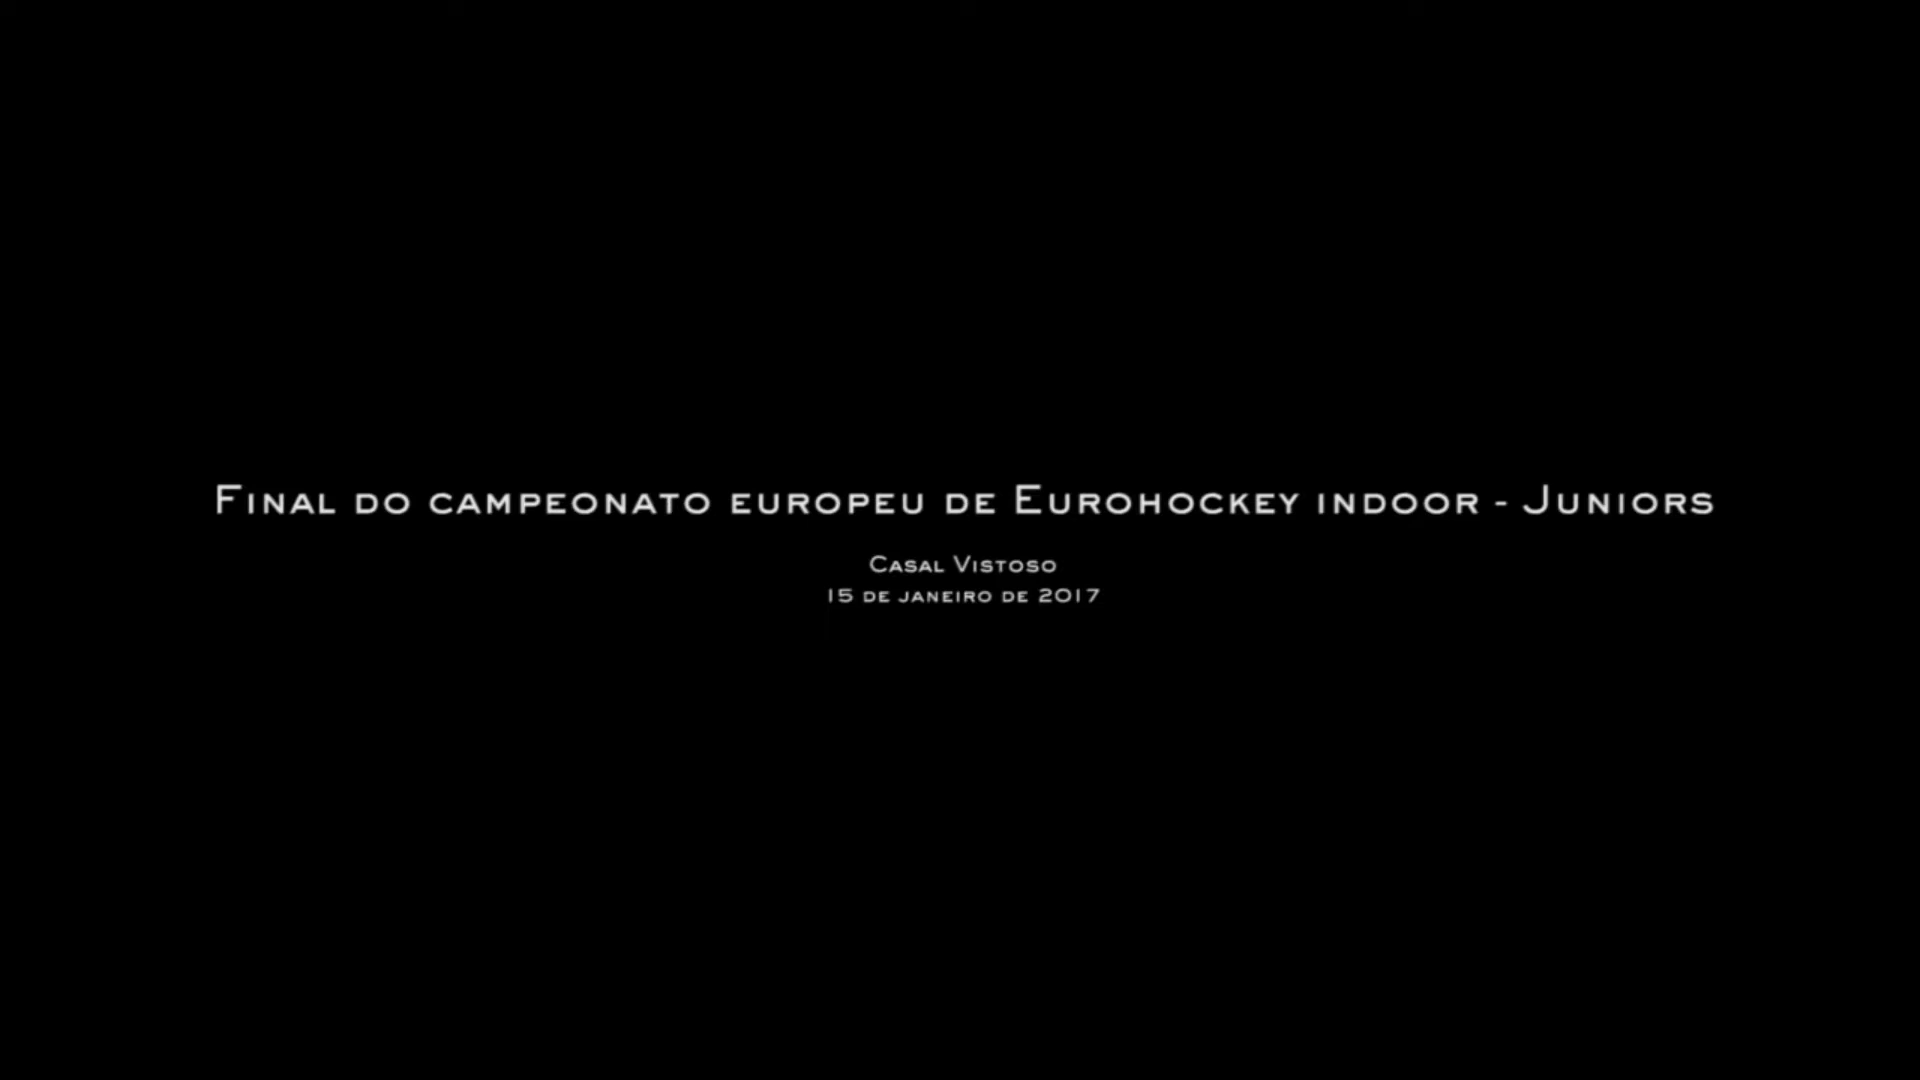 Final do campeonato europeu de Eurohockey indoor - Juniors
Casal Vistoso
15 de janeiro de 2017